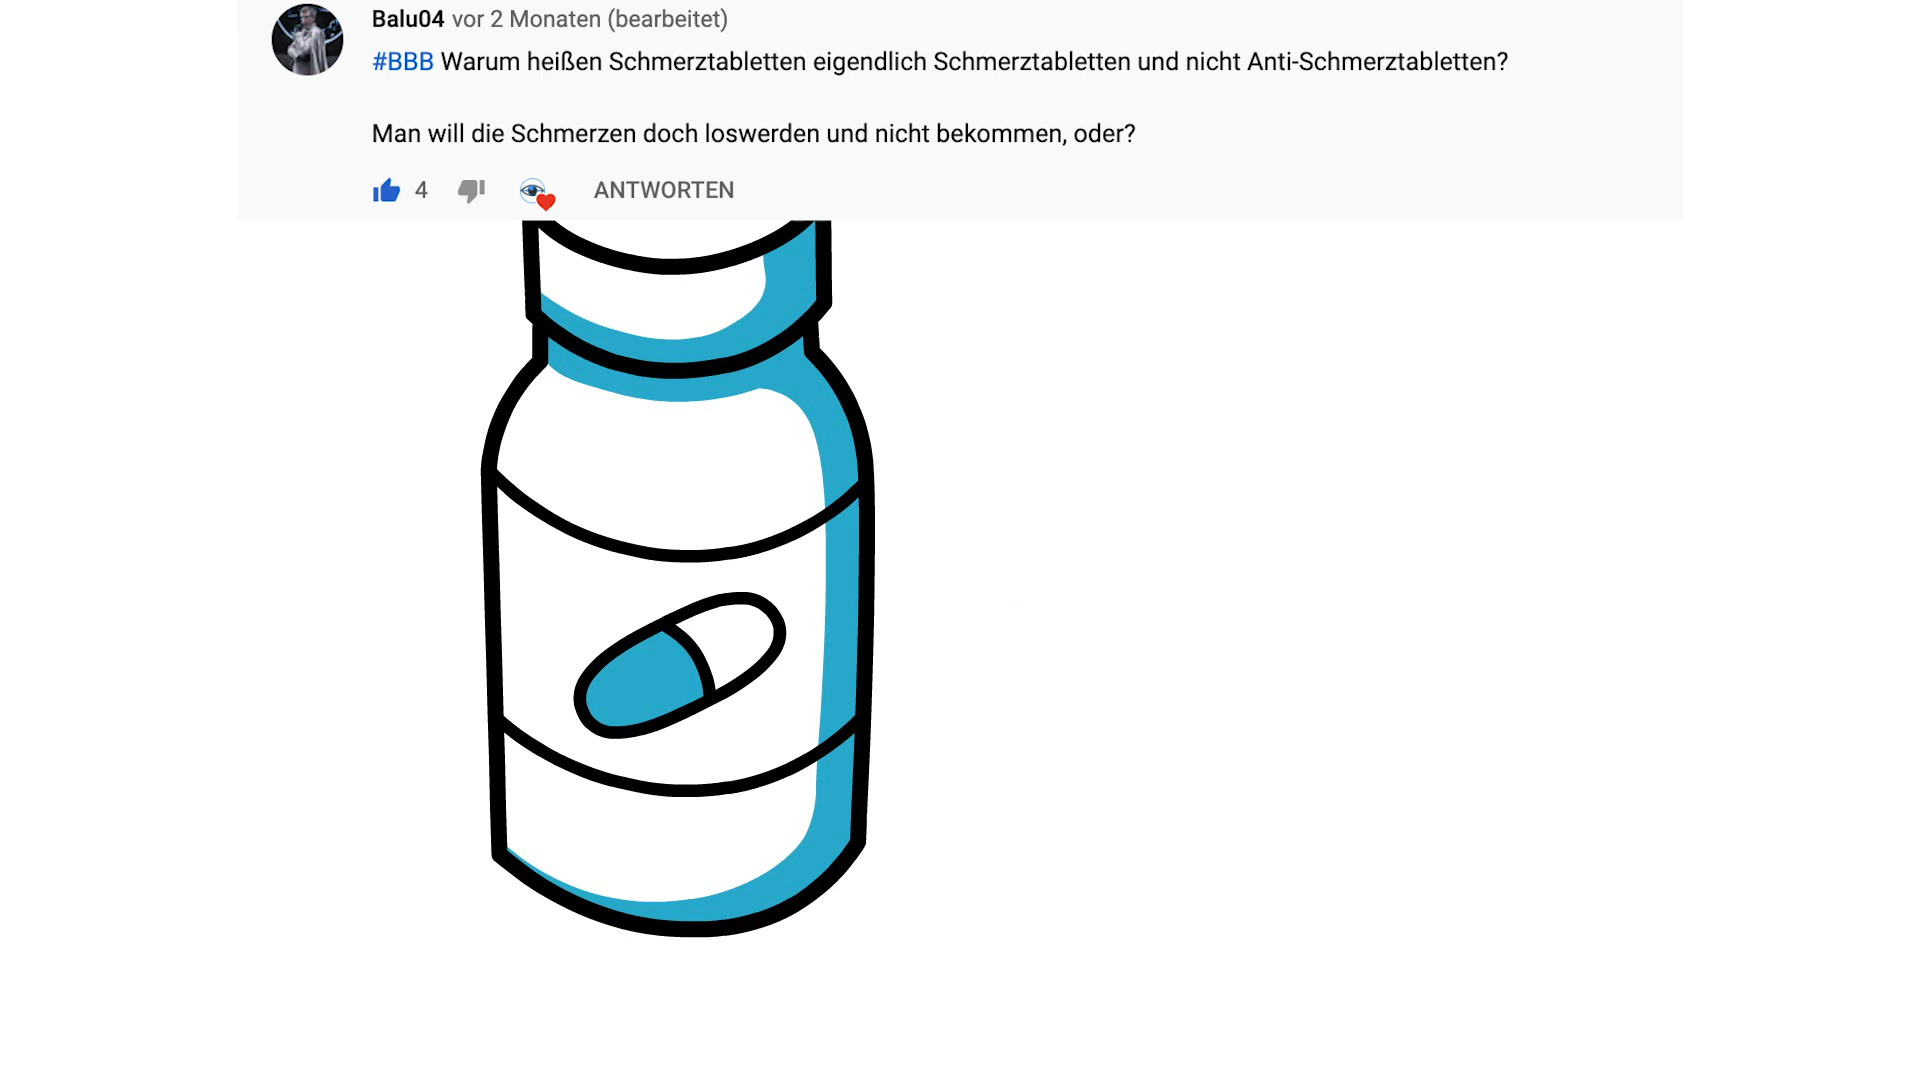 Balu04 vor 2 Monaten (bearbeitet)
#BBB Warum heißen Schmerztabletten eigendlich Schmerztabletten und nicht Anti-Schmerztabletten?
Man will die Schmerzen doch loswerden und nicht bekommen, oder?
4 ANTWORTEN